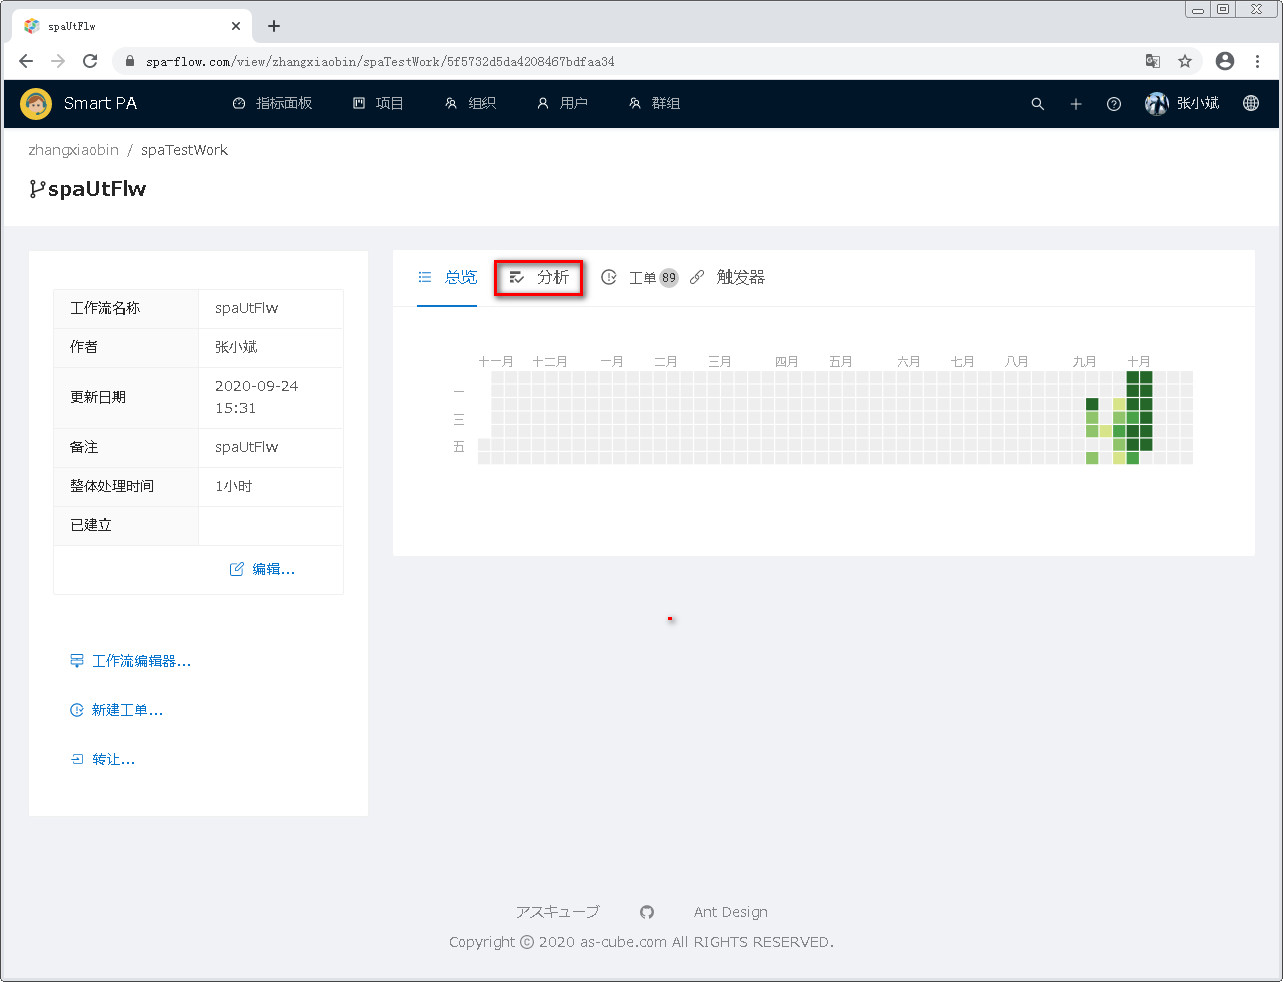 spaUtFlw
spa-flow.com/view/zhangxiaobin/spaTestWork/5f5732d5da4208467bdfaa34
Smart PA 指标面板 项目 组织 用户 群组 张小斌
zhangxiaobin / spaTestWork
spaUtFlw
工作流名称 spaUtFlw
作者 张小斌
更新日期 2020-09-24 15:31
备注 spaUtFlw
整体处理时间 1小时
已建立
编辑...
工作流编辑器...
新建工单...
转让...
总览 分析 工单 89 触发器
十一月 十二月 一月 二月 三月 四月 五月 六月 七月 八月 九月 十月
一
三
五
アスキューブ Ant Design
Copyright © 2020 as-cube.com All RIGHTS RESERVED.